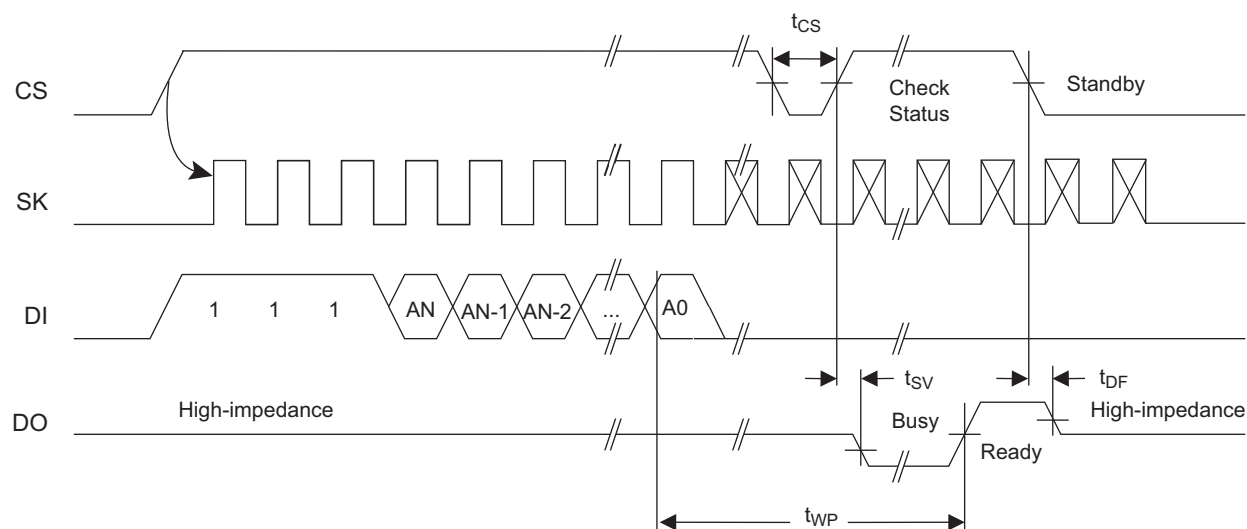 tCS
CS
Check
Status
Standby
SK
DI
1 1 1 AN AN-1 AN-2 ... A0
tSV
tDF
DO
High-impedance
Busy
Ready
High-impedance
tWP